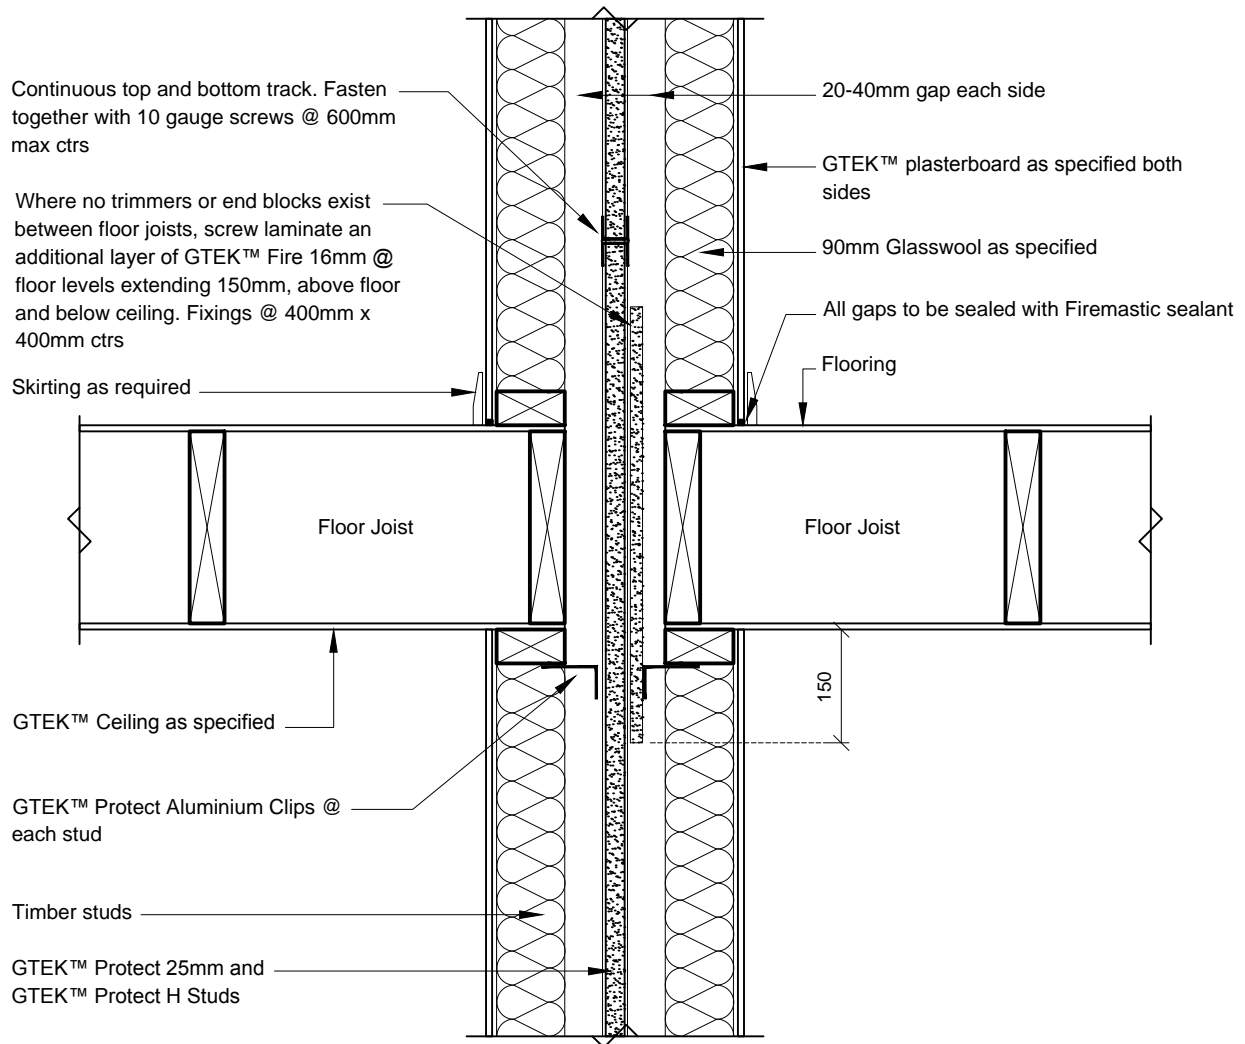 Continuous top and bottom track. Fasten
together with 10 gauge screws @ 600mm
max ctrs
Where no trimmers or end blocks exist
between floor joists, screw laminate an
additional layer of GTEK™ Fire 16mm @
floor levels extending 150mm, above floor
and below ceiling. Fixings @ 400mm x
400mm ctrs
Skirting as required
20-40mm gap each side
GTEK™ plasterboard as specified both
sides
90mm Glasswool as specified
All gaps to be sealed with Firemastic sealant
Flooring
Floor Joist
Floor Joist
150
GTEK™ Ceiling as specified
GTEK™ Protect Aluminium Clips @
each stud
Timber studs
GTEK™ Protect 25mm and
GTEK™ Protect H Studs